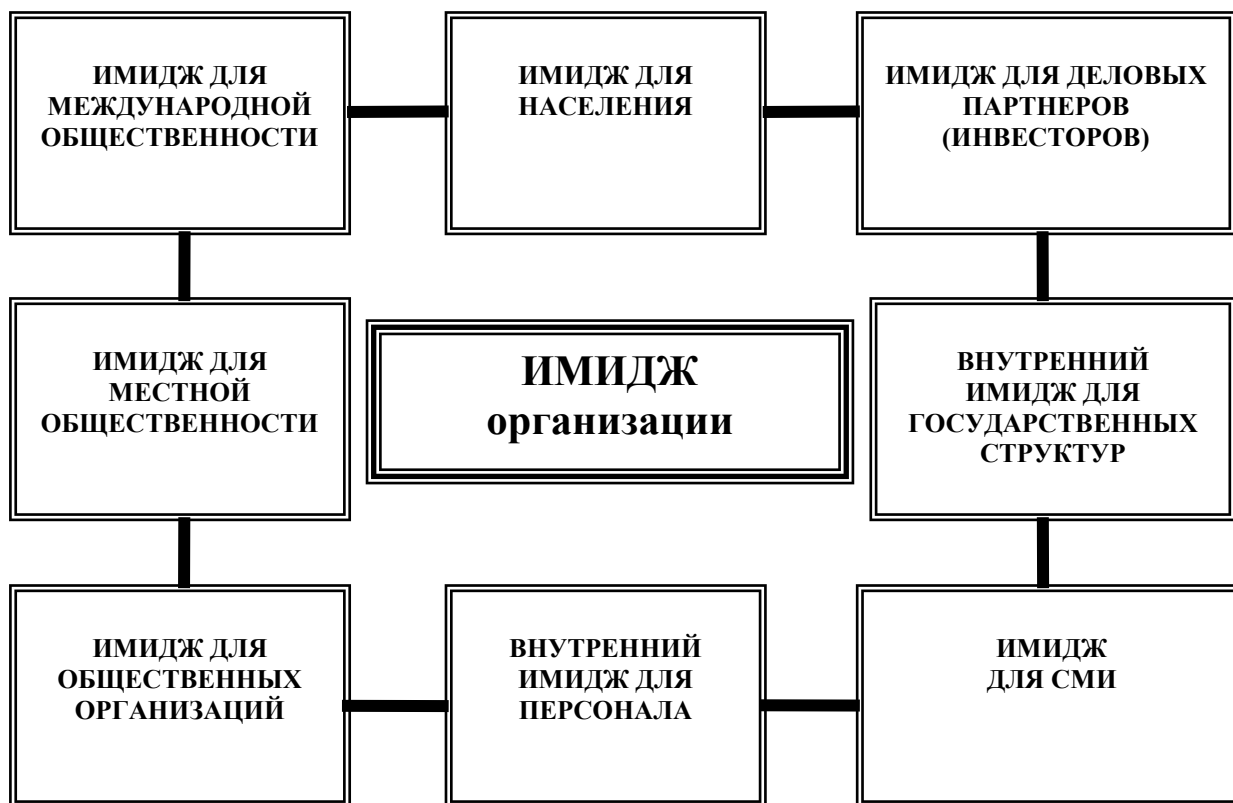 ИМИДЖ ДЛЯ
МЕЖДУНАРОДНОЙ
ОБЩЕСТВЕННОСТИ
ИМИДЖ ДЛЯ
НАСЕЛЕНИЯ
ИМИДЖ ДЛЯ ДЕЛОВЫХ
ПАРТНЕРОВ
(ИНВЕСТОРОВ)
ИМИДЖ ДЛЯ
МЕСТНОЙ
ОБЩЕСТВЕННОСТИ
ИМИДЖ
организации
ВНУТРЕННИЙ
ИМИДЖ ДЛЯ
ГОСУДАРСТВЕННЫХ
СТРУКТУР
ИМИДЖ ДЛЯ
ОБЩЕСТВЕННЫХ
ОРГАНИЗАЦИЙ
ВНУТРЕННИЙ
ИМИДЖ ДЛЯ
ПЕРСОНАЛА
ИМИДЖ
ДЛЯ СМИ